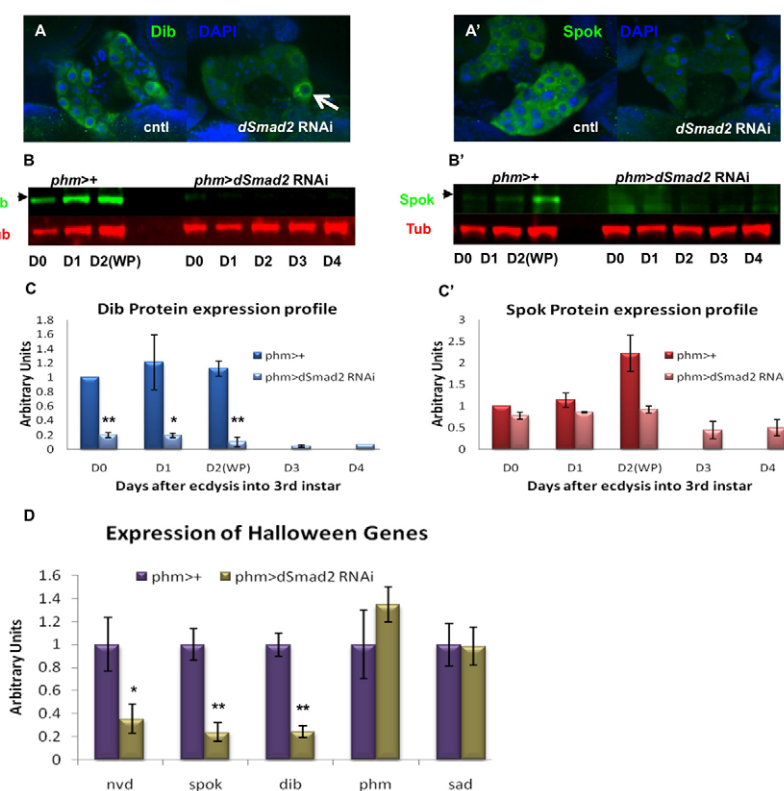 A Dib DAPI
cntl dSmad2 RNAi
A' Spok DAPI
cntl dSmad2 RNAi
B
phm>+ phm>dSmad2 RNAi
b
ub
D0 D1 D2(WP) D0 D1 D2 D3 D4
B'
phm>+ phm>dSmad2 RNAi
Spok
Tub
D0 D1 D2(WP) D0 D1 D2 D3 D4
C
Dib Protein expression profile
Arbitrary Units
1.8
1.6
1.4
1.2
1
0.8
0.6
0.4
0.2
0
phm>+
phm>dSmad2 RNAi
** * **
D0 D1 D2(WP) D3 D4
Days after ecdysis into 3rd instar
C'
Spok Protein expression profile
Arbitrary Units
3
2.5
2
1.5
1
0.5
0
phm>+
phm>dSmad2 RNA
D0 D1 D2(WP) D3 D4
Days after ecdysis into 3rd instar
D
Expression of Halloween Genes
phm>+ phm>dSmad2 RNAi
Arbitrary Units
1.6
1.4
1.2
1
0.8
0.6
0.4
0.2
0
* ** **
nvd spok dib phm sad